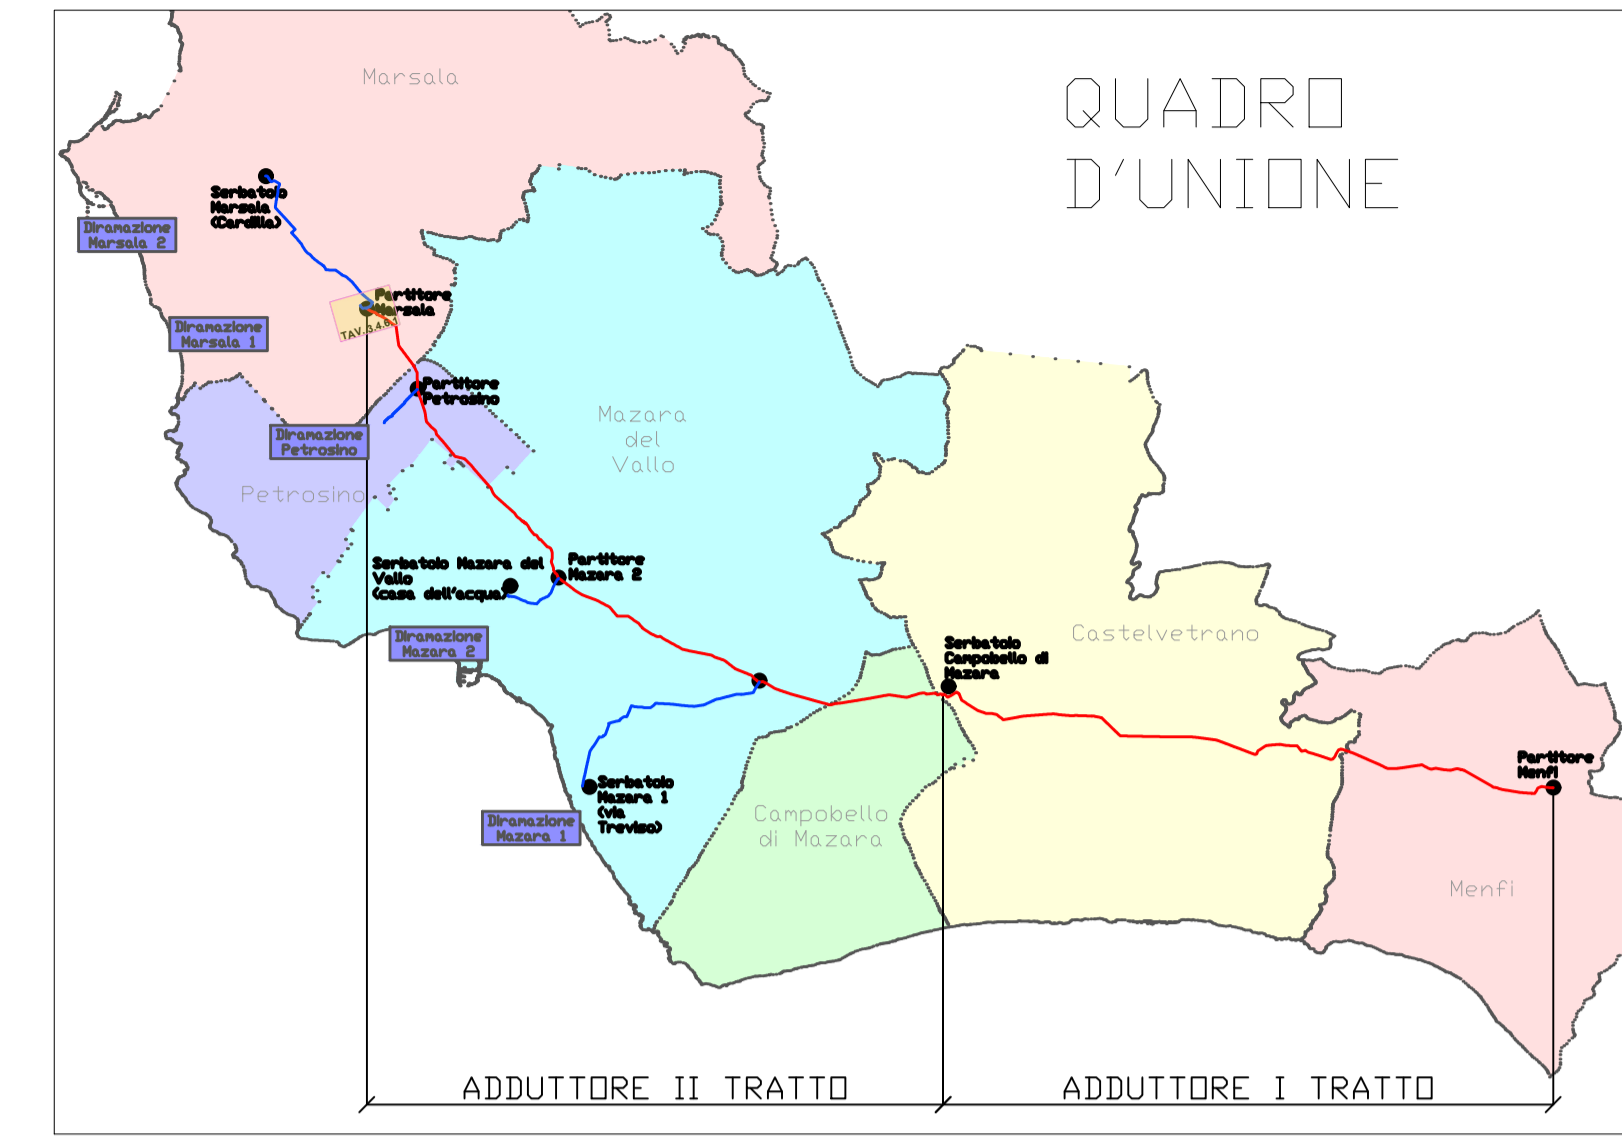 Marsala
QUADRO
D'UNIONE
Serbatoio
Marsala
(Cardilla)
Diramazione
Marsala 2
Partitore
Marsala
TAV. 3.4.6.1
Diramazione
Marsala 1
Partitore
Petrosino
Mazara
del
Vallo
Diramazione
Petrosino
Petrosino
Serbatoio Mazara del
Vallo
(casa dell'acqua)
Partitore
Mazara 2
Diramazione
Mazara 2
Castelvetrano
Serbatoio
Campobello di
Mazara
Partitore
Menfi
Serbatoio
Mazara 1
(via
Treviso)
Diramazione
Mazara 1
Campobello
di Mazara
Menfi
ADDUTTORE II TRATTO
ADDUTTORE I TRATTO